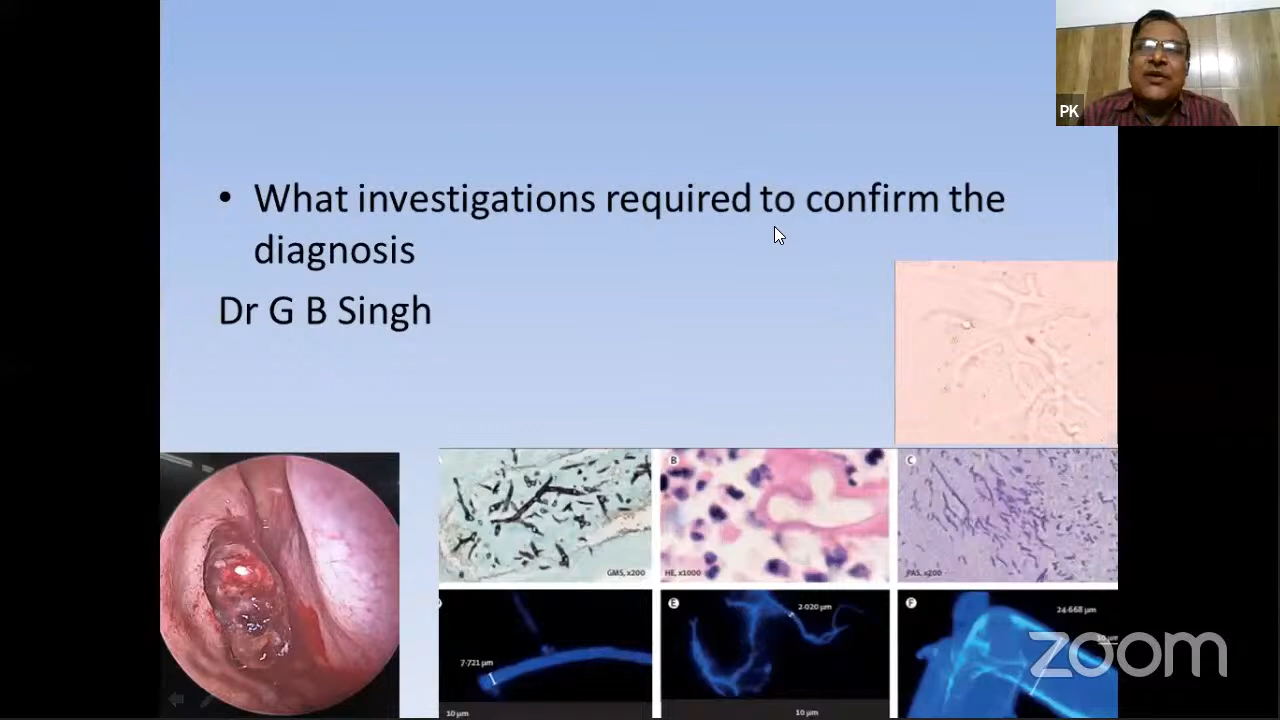 PK
• What investigations required to confirm the
diagnosis
Dr G B Singh
B
C
GMS, x200
HE, x1000
PAS, x200
E
F
2·020 µm
24·668 µm
7·721 µm
10 µm
10 µm
zoom